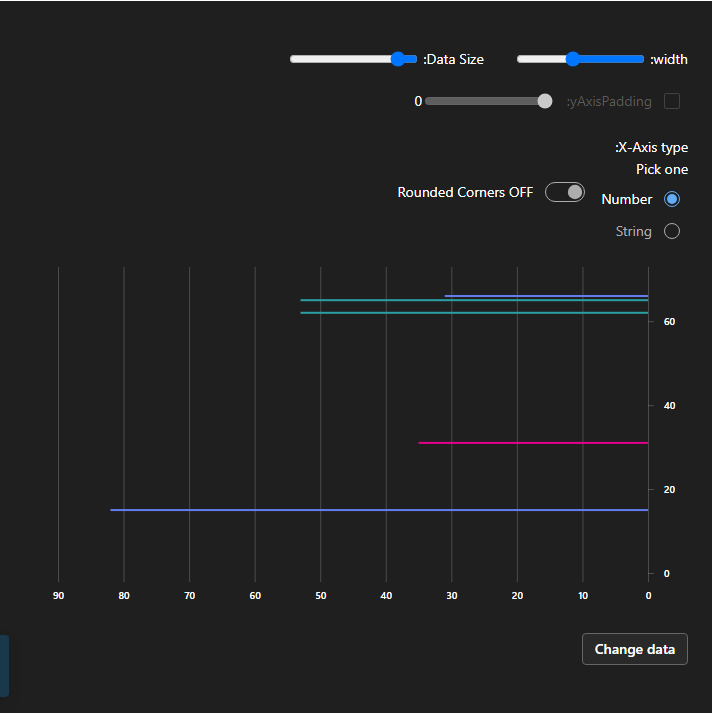 :width
:Data Size
:yAxisPadding
0
:X-Axis type
Pick one
Number
Rounded Corners OFF
String
60
40
20
0
90 80 70 60 50 40 30 20 10 0
Change data